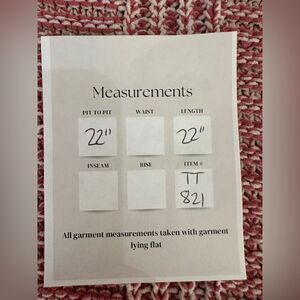 Measurements
PIT TO PIT WAIST LENGTH
22" 22"
INSEAM RISE ITEM #
TT
821
All garment measurements taken with garment
lying flat